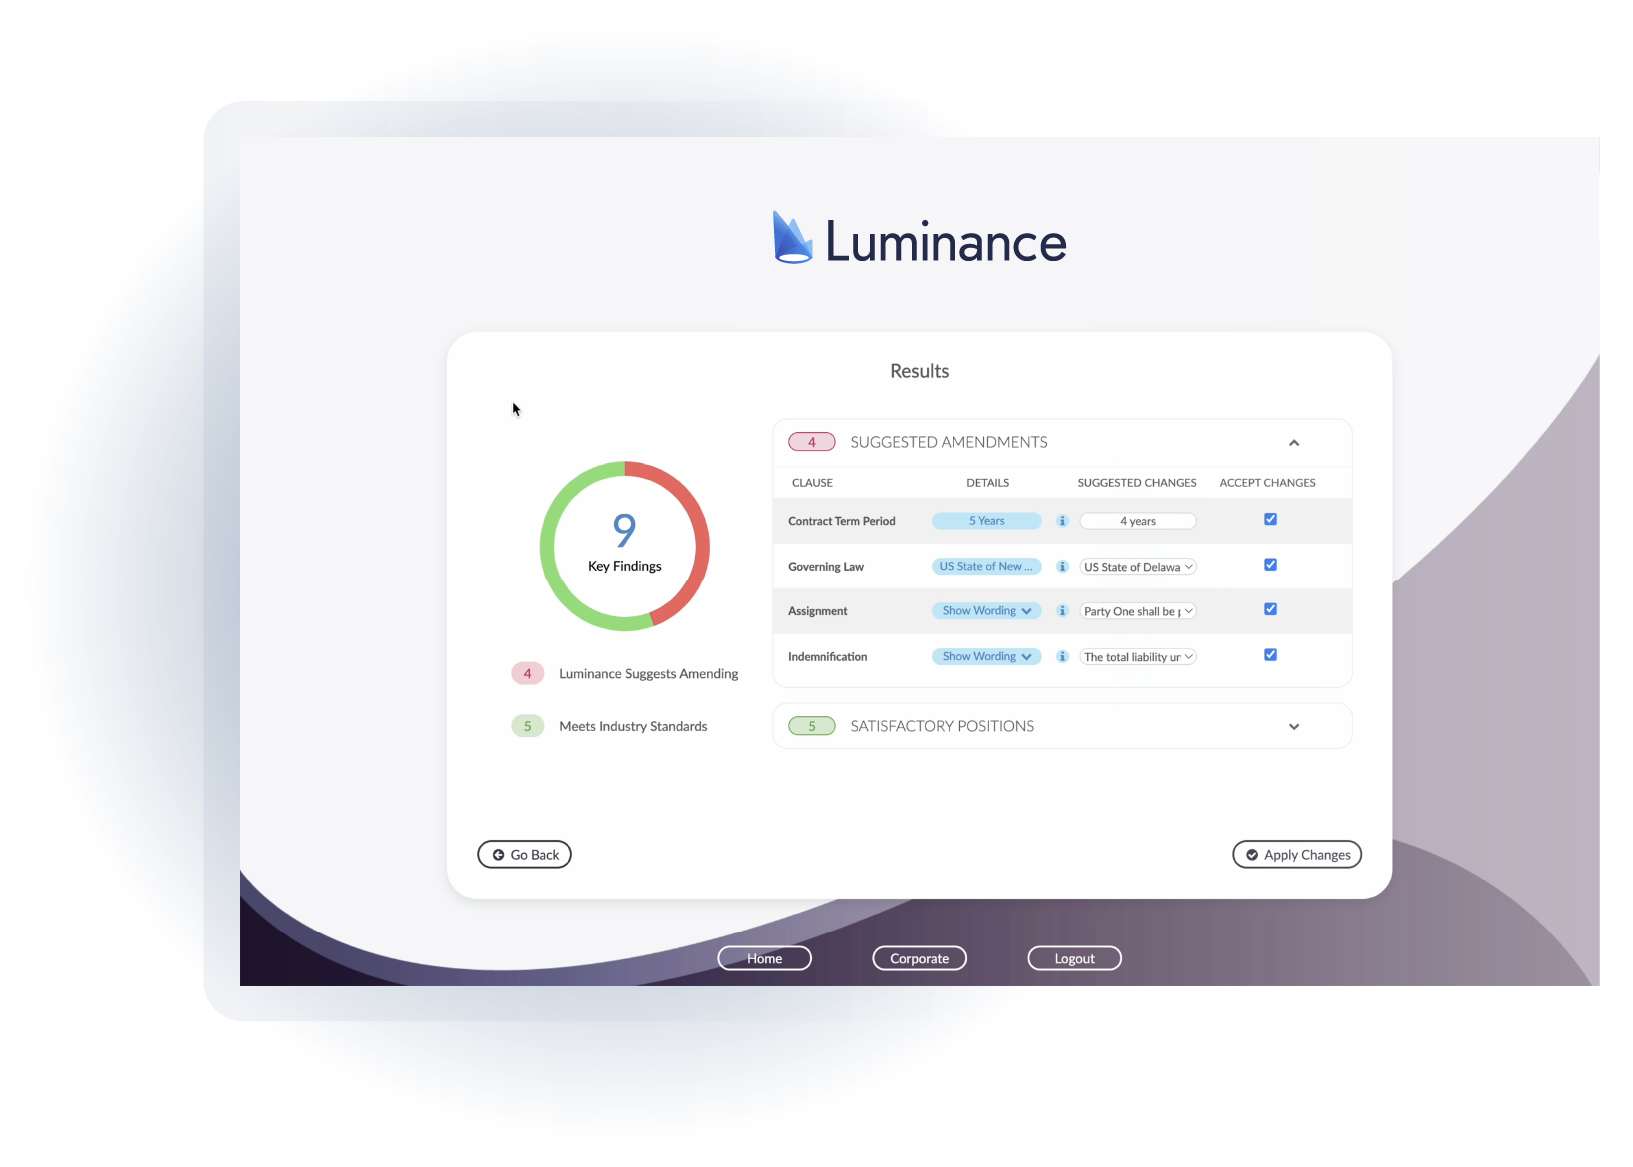 Luminance
Results
9
Key Findings
4 Luminance Suggests Amending
5 Meets Industry Standards
4 SUGGESTED AMENDMENTS
CLAUSE DETAILS SUGGESTED CHANGES ACCEPT CHANGES
Contract Term Period 5 Years i 4 years
Governing Law US State of New ... i US State of Delawa
Assignment Show Wording i Party One shall be
Indemnification Show Wording i The total liability ur
5 SATISFACTORY POSITIONS
Go Back Apply Changes
Home Corporate Logout